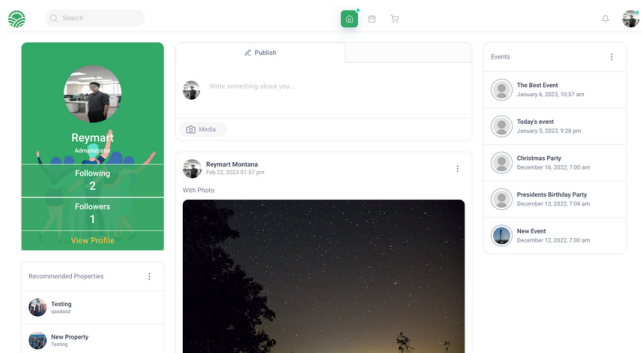 Search
Reymart
Administrator
Following
2
Followers
1
View Profile
Recommended Properties
Testing
New Property
Testing
Publish
Write something about you...
Media
Reymart Montana
Feb 22, 2023 01:57 pm
With Photo
Events
The Best Event
January 6, 2023, 10:57 am
Today's event
January 5, 2023, 9:28 pm
Christmas Party
December 16, 2022, 7:00 am
Presidents Birthday Party
December 13, 2022, 7:04 am
New Event
December 12, 2022, 7:00 am